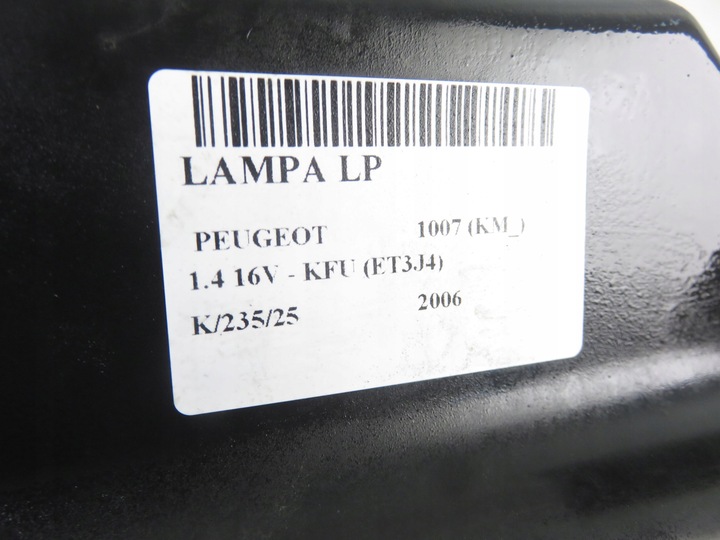 LAMPA LP
PEUGEOT 1007 (KM_)
1.4 16V - KFU (ET3J4)
K/235/25 2006